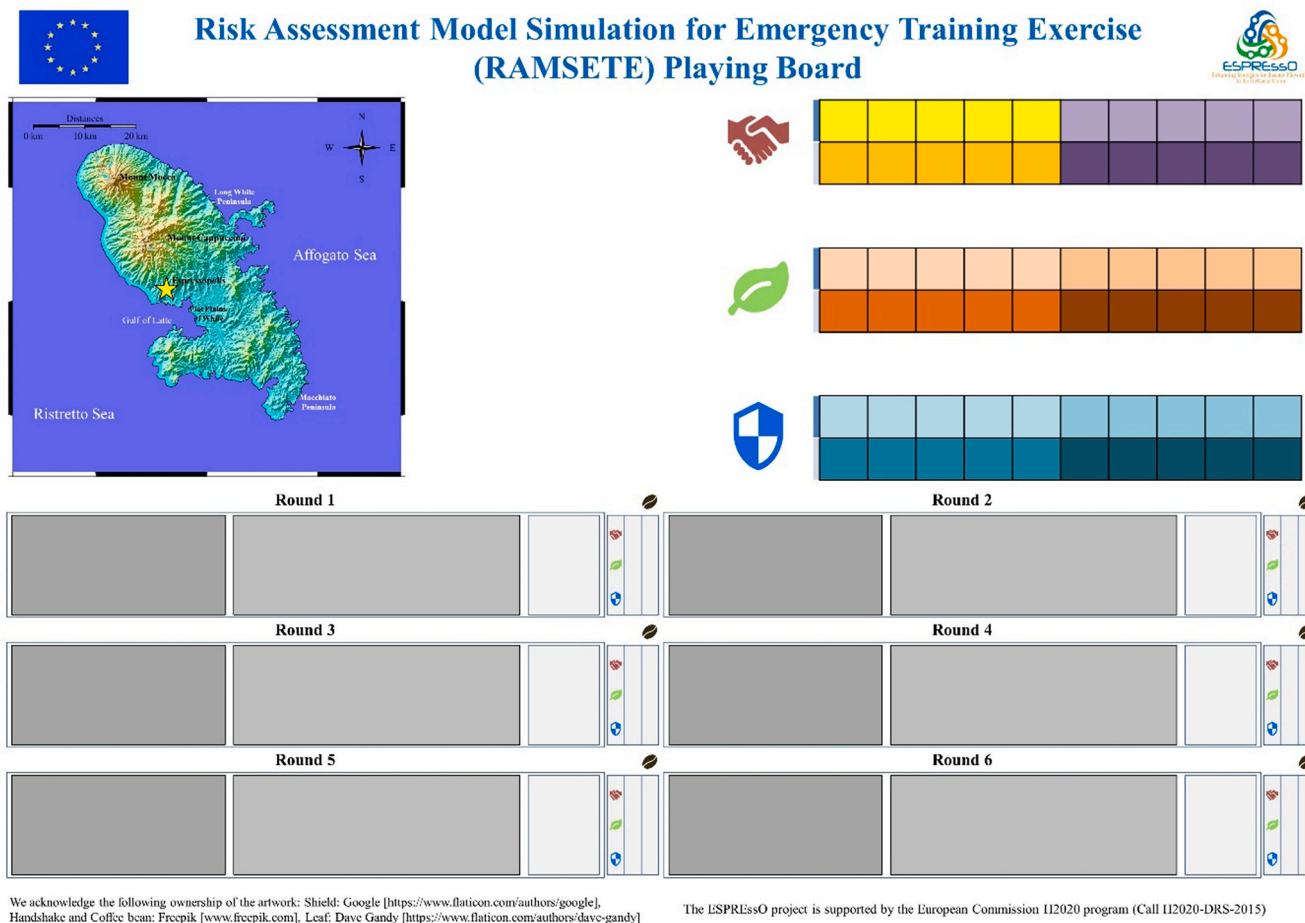 Risk Assessment Model Simulation for Emergency Training Exercise
(RAMSETE) Playing Board
ESPREssO
Distances
0 km 10 km 20 km
N
W E
S
Mount Mocca
Long White
Peninsula
Mount Cappuccino
Affogato Sea
Espressopolis
Flat Plains
of White
Gulf of Latte
Macchiato
Peninsula
Ristretto Sea
Round 1
Round 2
Round 3
Round 4
Round 5
Round 6
We acknowledge the following ownership of the artwork: Shield: Google [https://www.flaticon.com/authors/google],
Handshake and Coffee bean: Freepik [www.freepik.com], Leaf: Dave Gandy [https://www.flaticon.com/authors/dave-gandy]
The ESPREssO project is supported by the European Commission H2020 program (Call H2020-DRS-2015)